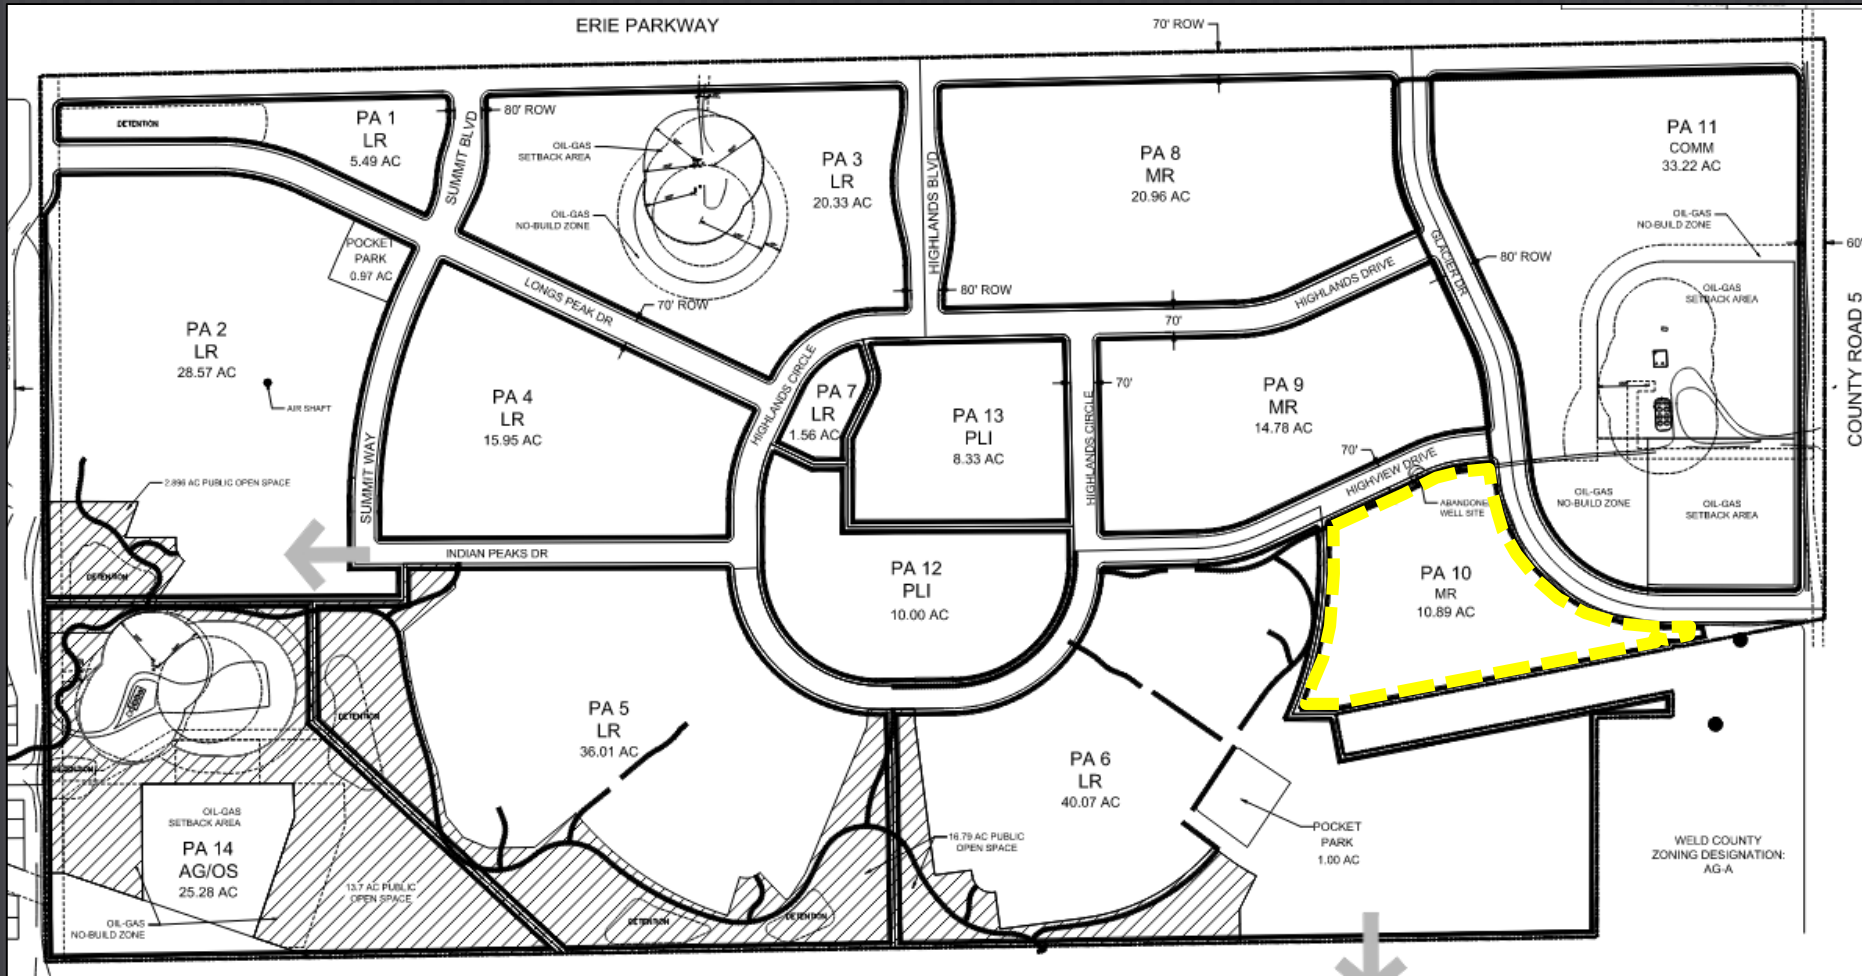 ERIE PARKWAY
70' ROW
DETENTION
PA 1
LR
5.49 AC
SUMMIT BLVD
80' ROW
OIL-GAS
SETBACK AREA
OIL-GAS
NO-BUILD ZONE
PA 3
LR
20.33 AC
HIGHLANDS BLVD
80' ROW
PA 8
MR
20.96 AC
PA 11
COMM
33.22 AC
OIL-GAS
NO-BUILD ZONE
60'
COUNTY ROAD 5
GLACIER DR
80' ROW
OIL-GAS
SETBACK AREA
POCKET
PARK
0.97 AC
LONGS PEAK DR
70' ROW
HIGHLANDS DRIVE
70'
PA 2
LR
28.57 AC
AIR SHAFT
SUMMIT WAY
PA 4
LR
15.95 AC
HIGHLANDS CIRCLE
PA 7
LR
1.56 AC
PA 13
PLI
8.33 AC
70'
HIGHLANDS CIRCLE
PA 9
MR
14.78 AC
70'
HIGHVIEW DRIVE
ABANDONE
WELL SITE
OIL-GAS
NO-BUILD ZONE
OIL-GAS
SETBACK AREA
2.896 AC PUBLIC OPEN SPACE
DETENTION
INDIAN PEAKS DR
PA 12
PLI
10.00 AC
PA 10
MR
10.89 AC
DETENTION
DETENTION
PA 5
LR
36.01 AC
PA 6
LR
40.07 AC
POCKET
PARK
1.00 AC
OIL-GAS
SETBACK AREA
PA 14
AG/OS
25.28 AC
OIL-GAS
NO-BUILD ZONE
13.7 AC PUBLIC
OPEN SPACE
DETENTION
DETENTION
16.79 AC PUBLIC
OPEN SPACE
WELD COUNTY
ZONING DESIGNATION:
AG-A